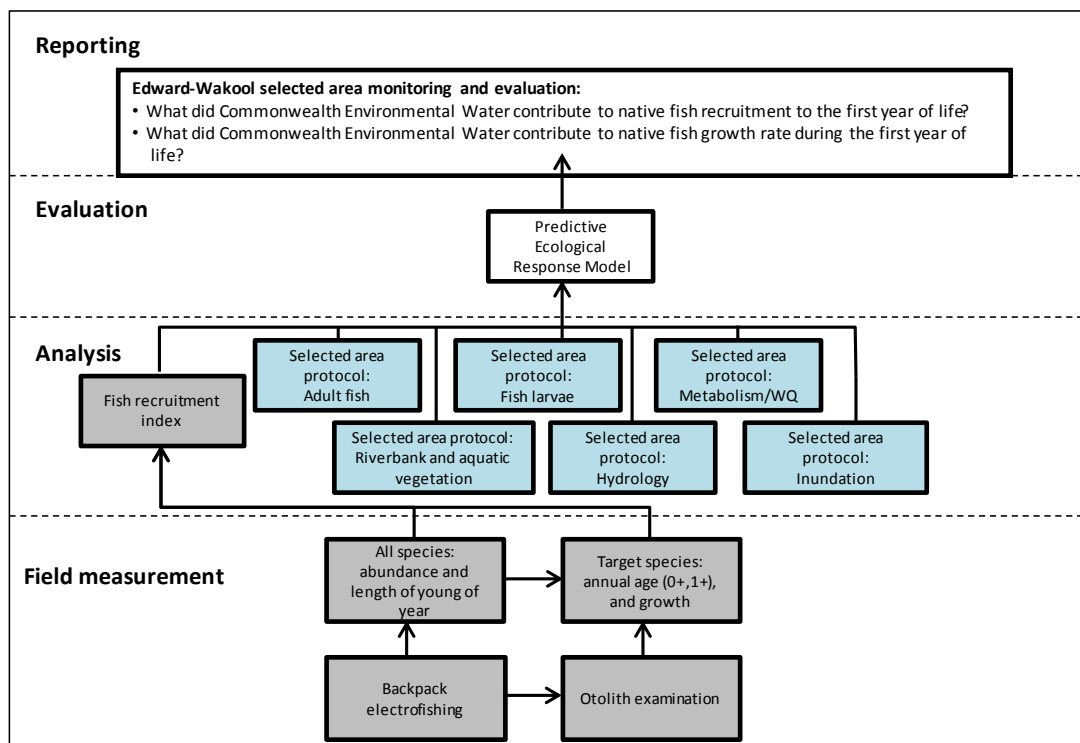 Reporting
Edward-Wakool selected area monitoring and evaluation:
• What did Commonwealth Environmental Water contribute to native fish recruitment to the first year of life?
• What did Commonwealth Environmental Water contribute to native fish growth rate during the first year of
life?
Evaluation
Predictive
Ecological
Response Model
Analysis
Fish recruitment
index
Selected area
protocol:
Adult fish
Selected area
protocol:
Fish larvae
Selected area
protocol:
Metabolism/WQ
Selected area protocol:
Riverbank and aquatic
vegetation
Selected area
protocol:
Hydrology
Selected area
protocol:
Inundation
Field measurement
All species:
abundance and
length of young of
year
Target species:
annual age (0+,1+),
and growth
Backpack
electrofishing
Otolith examination